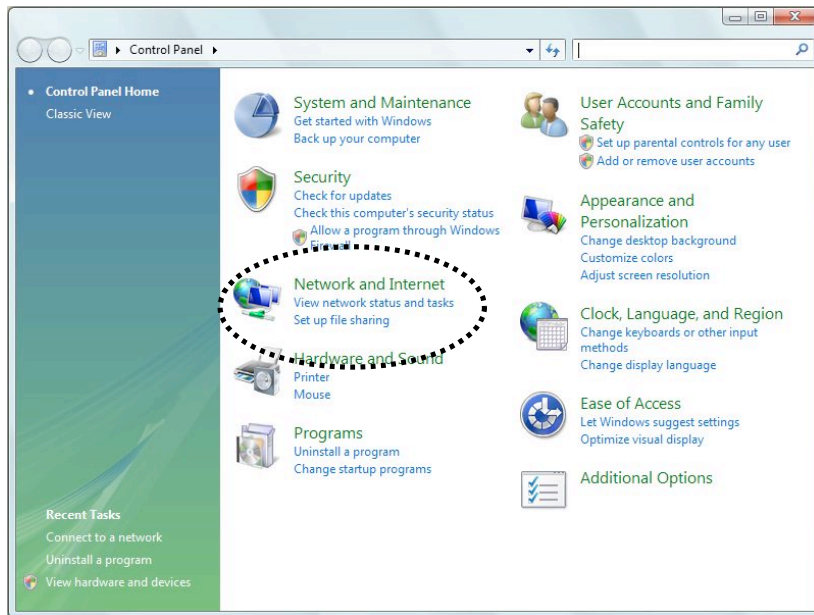 Control Panel
Control Panel Home
Classic View
System and Maintenance
Get started with Windows
Back up your computer
Security
Check for updates
Check this computer's security status
Allow a program through Windows
Firewall
Network and Internet
View network status and tasks
Set up file sharing
Hardware and Sound
Printer
Mouse
Programs
Uninstall a program
Change startup programs
User Accounts and Family
Safety
Set up parental controls for any user
Add or remove user accounts
Appearance and
Personalization
Change desktop background
Customize colors
Adjust screen resolution
Clock, Language, and Region
Change keyboards or other input
methods
Change display language
Ease of Access
Let Windows suggest settings
Optimize visual display
Additional Options
Recent Tasks
Connect to a network
Uninstall a program
View hardware and devices